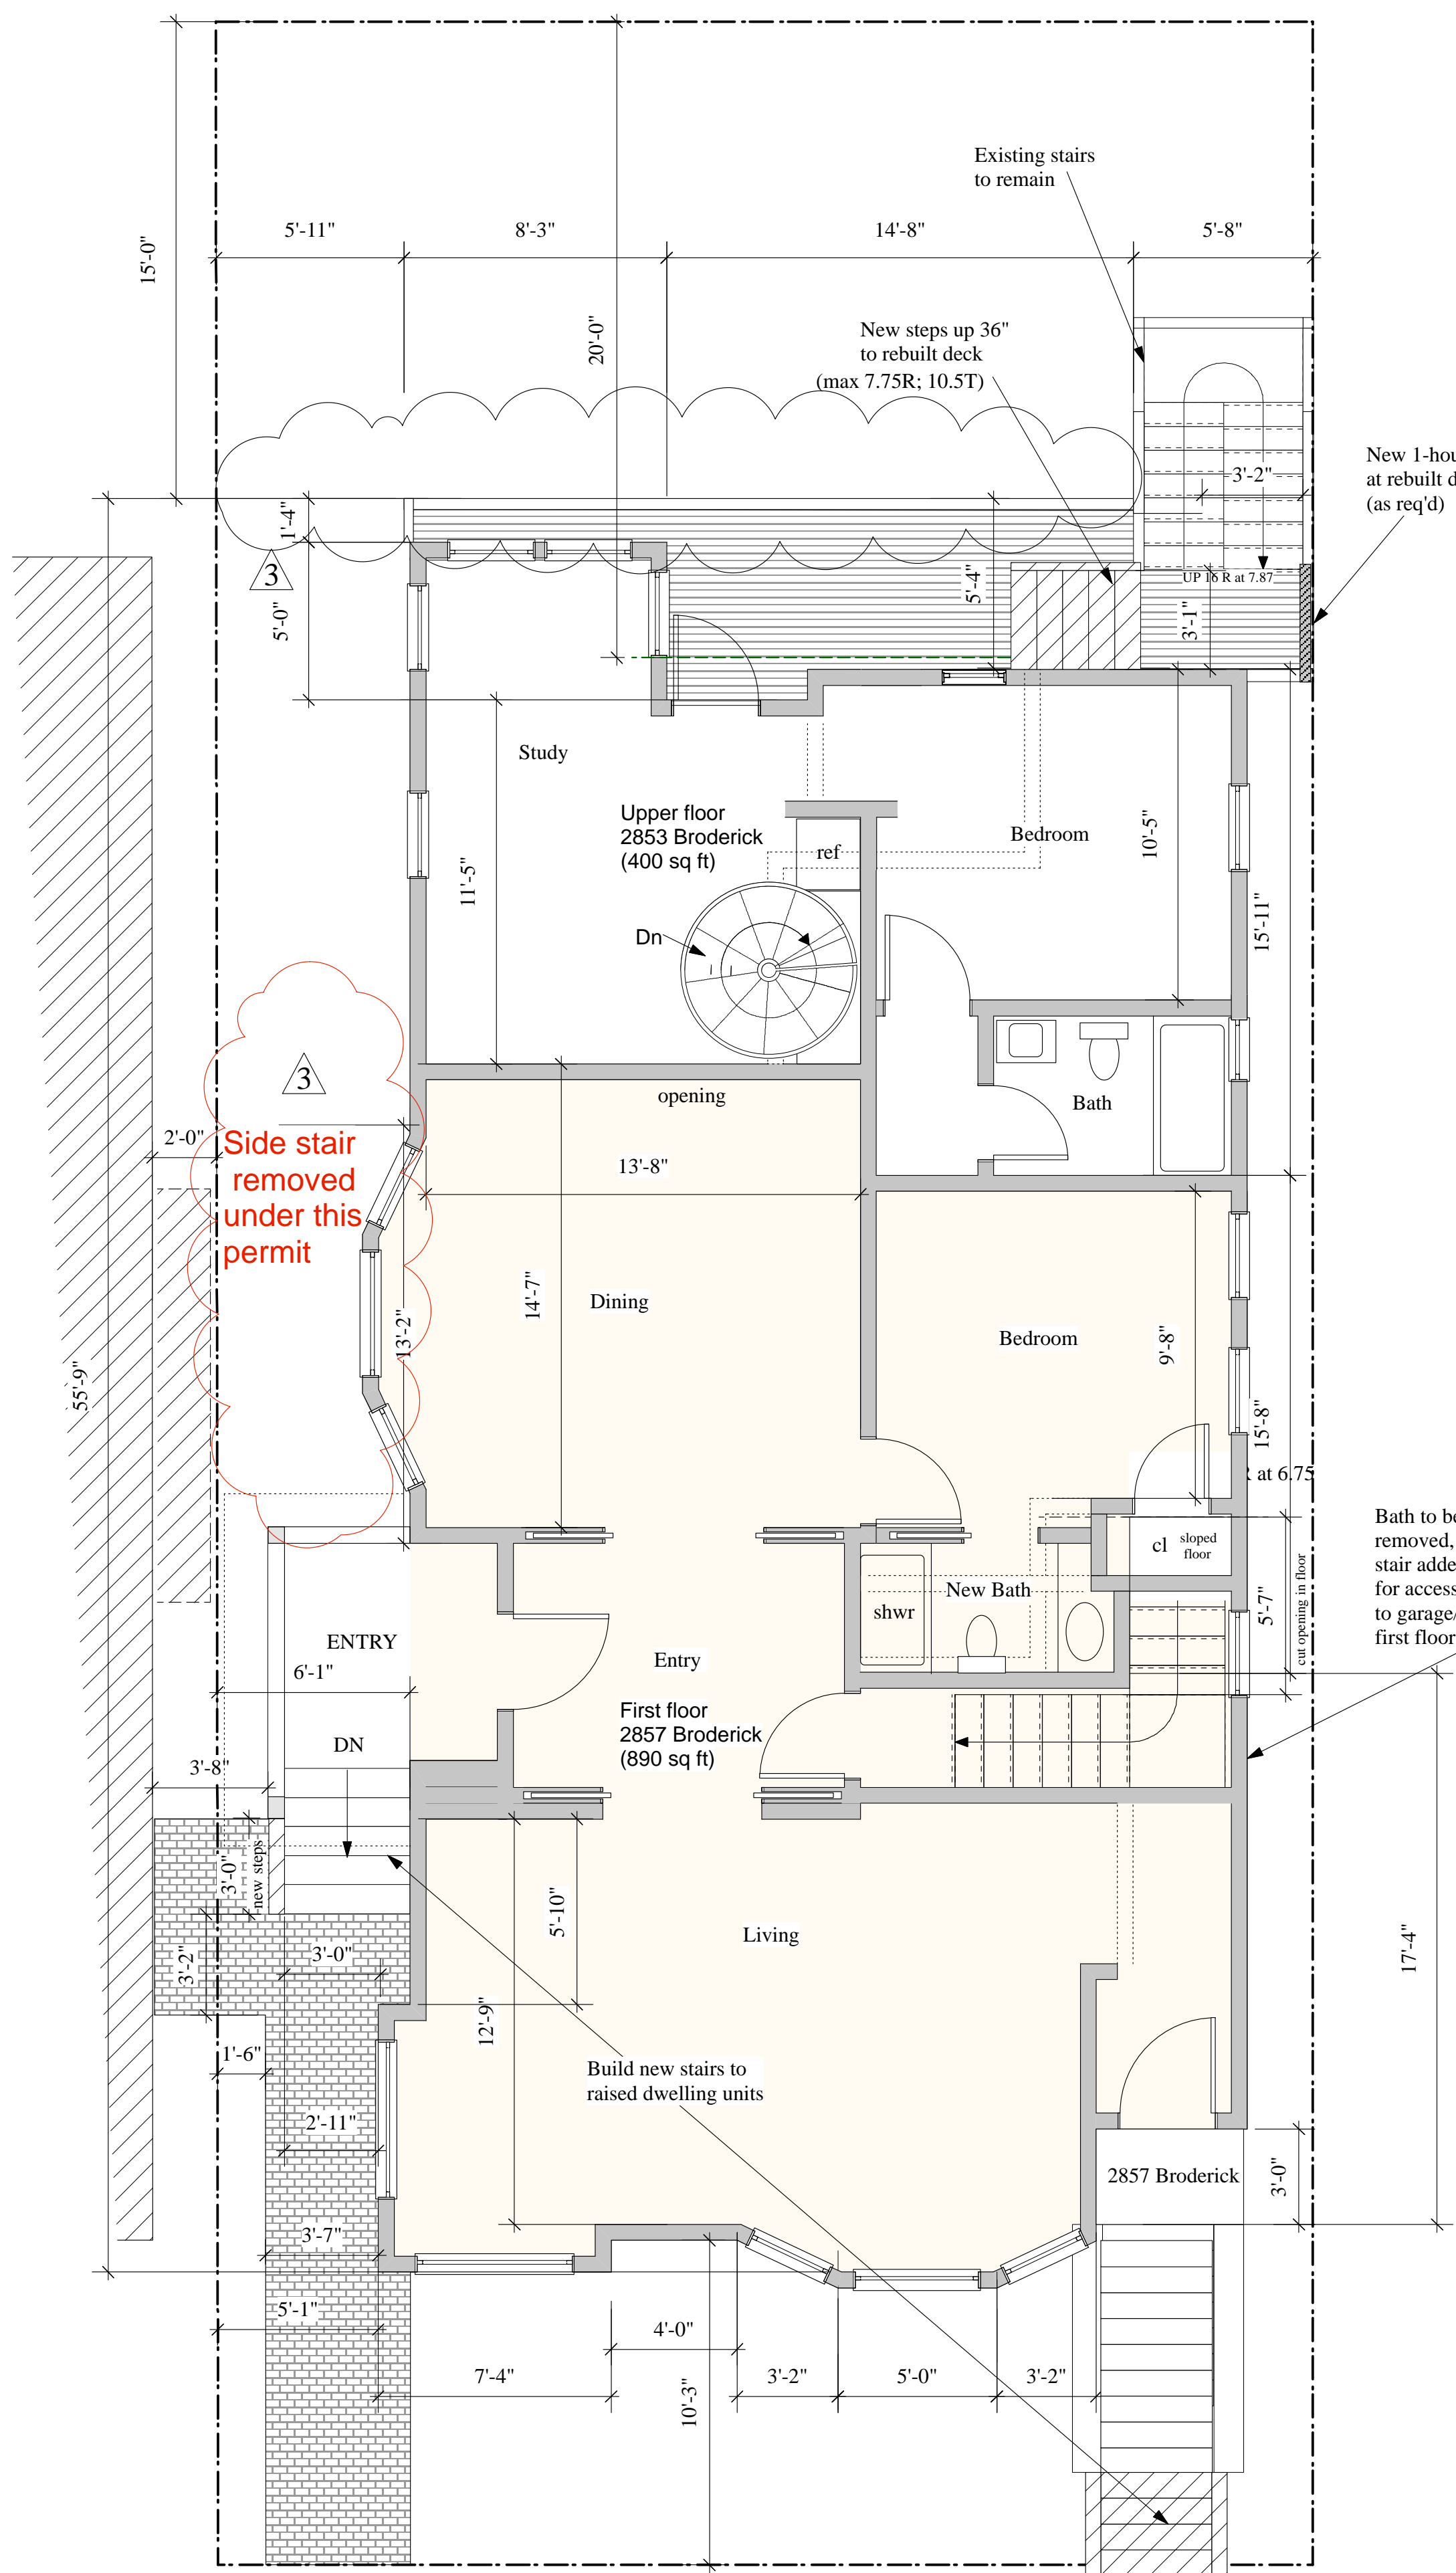 Existing stairs
to remain
5'-11"
8'-3"
14'-8"
5'-8"
15'-0"
20'-0"
New steps up 36"
to rebuilt deck
(max 7.75R; 10.5T)
3'-2"
New 1-hou
at rebuilt d
(as req'd)
1'-4"
3
5'-4"
UP 16 R at 7.87
3'-1"
5'-0"
Study
Upper floor
2853 Broderick
(400 sq ft)
ref
Bedroom
10'-5"
11'-5"
15'-11"
Dn
3
opening
Bath
2'-0"
Side stair
removed
under this
permit
13'-8"
14'-7"
Dining
13'-2"
Bedroom
9'-8"
55'-9"
15'-8"
R at 6.75
Bath to be
removed,
stair adde
for access
to garage/
first floor
cl
sloped
floor
cut opening in floor
5'-7"
New Bath
shwr
ENTRY
6'-1"
Entry
First floor
2857 Broderick
(890 sq ft)
DN
3'-8"
3'-0"
new steps
5'-10"
Living
3'-2"
3'-0"
17'-4"
12'-9"
1'-6"
Build new stairs to
raised dwelling units
2'-11"
2857 Broderick
3'-0"
3'-7"
5'-1"
4'-0"
7'-4"
10'-3"
3'-2"
5'-0"
3'-2"